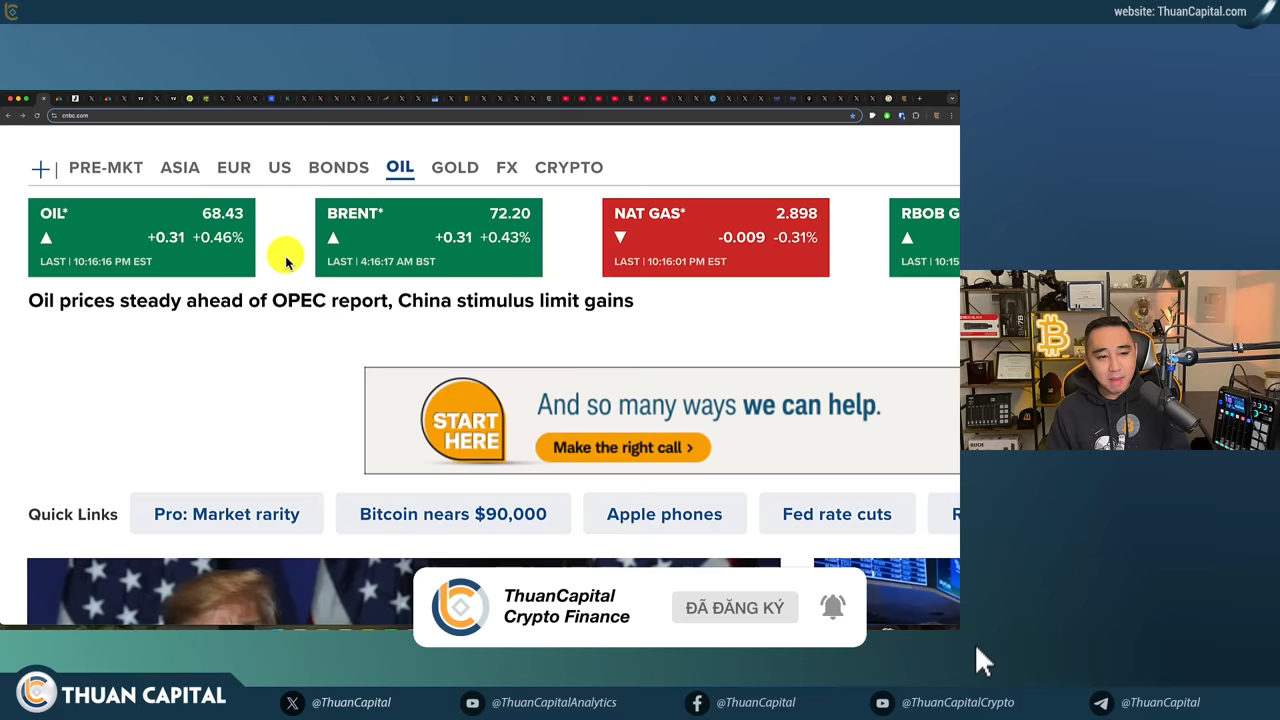 website: ThuanCapital.com
cnbc.com
PRE-MKT ASIA EUR US BONDS OIL GOLD FX CRYPTO
OIL* 68.43
+0.31 +0.46%
LAST | 10:16:16 PM EST
BRENT* 72.20
+0.31 +0.43%
LAST | 4:16:17 AM BST
NAT GAS* 2.898
-0.009 -0.31%
LAST | 10:16:01 PM EST
RBOB G
LAST | 10:15
Oil prices steady ahead of OPEC report, China stimulus limit gains
START
HERE
And so many ways we can help.
Make the right call >
Quick Links
Pro: Market rarity
Bitcoin nears $90,000
Apple phones
Fed rate cuts
ThuanCapital
Crypto Finance
ĐÃ ĐĂNG KÝ
THUAN CAPITAL
@ThuanCapital
@ThuanCapitalAnalytics
@ThuanCapital
@ThuanCapitalCrypto
@ThuanCapital